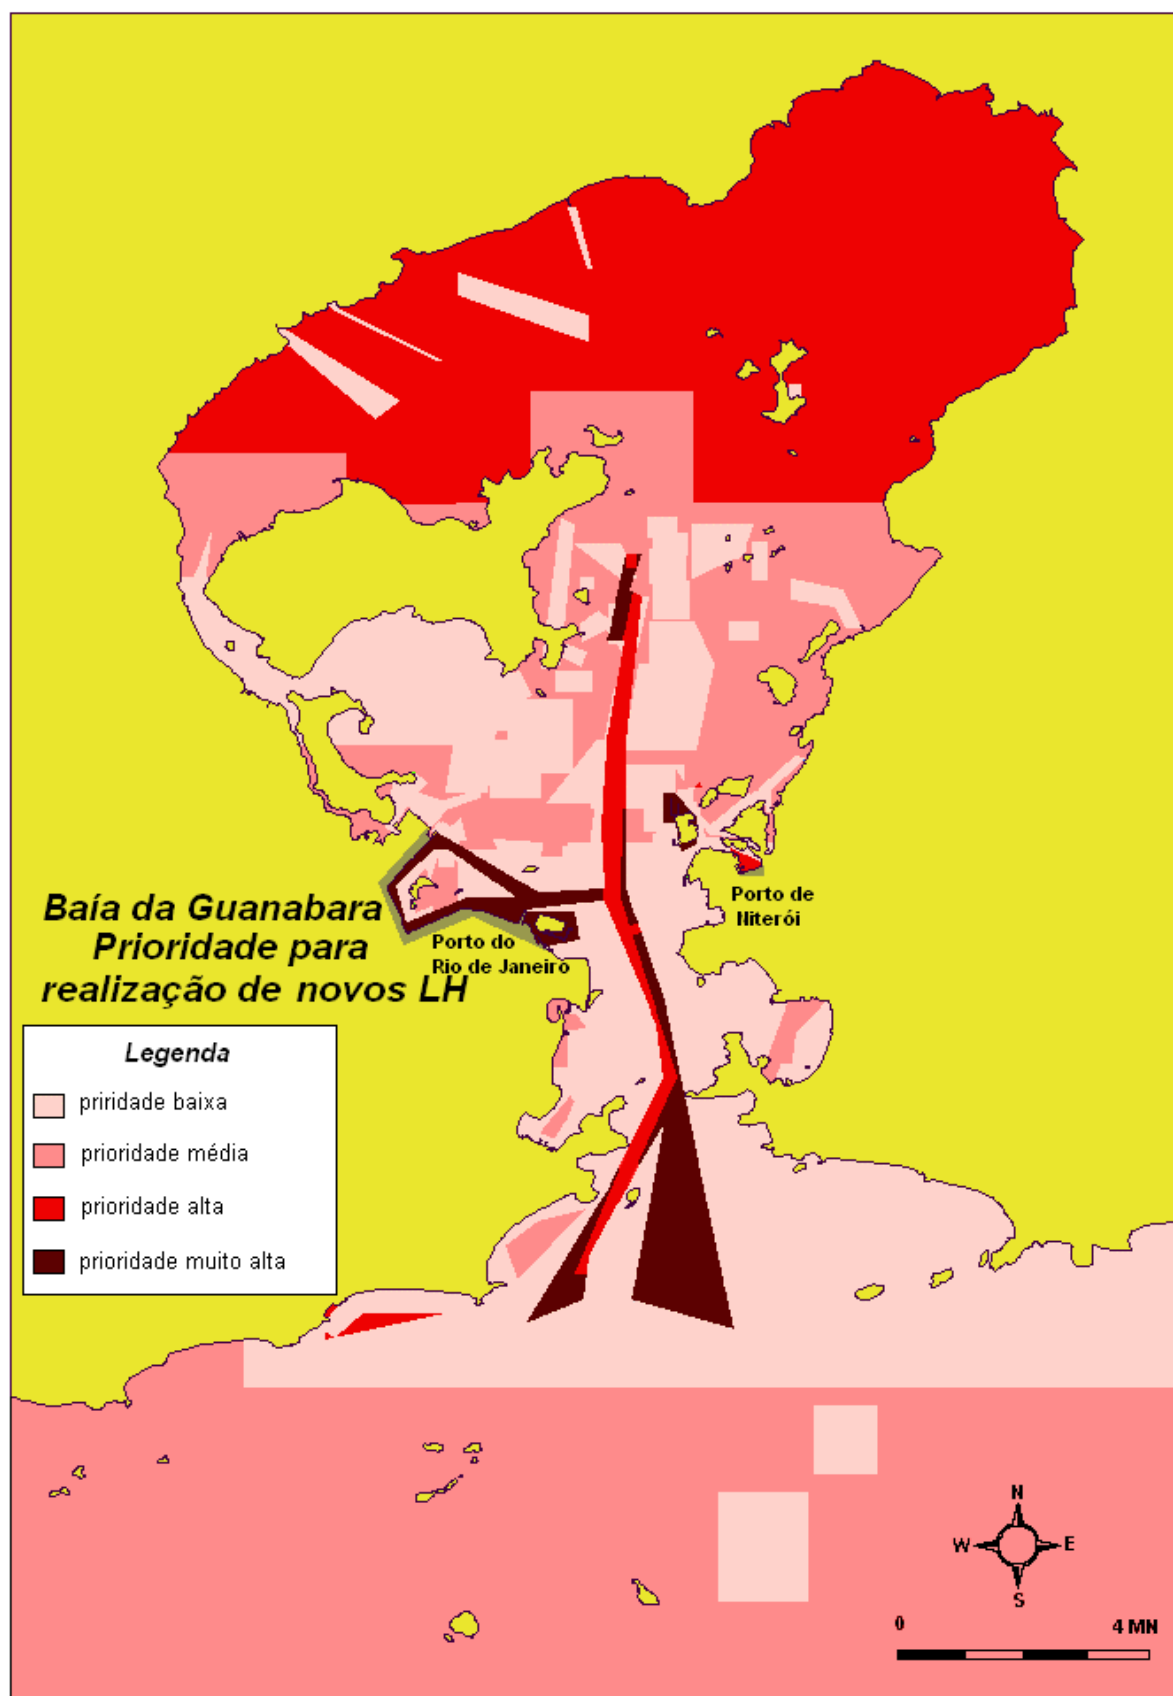 Baía da Guanabara
Prioridade para
realização de novos LH
Porto do
Rio de Janeiro
Porto de
Niterói
Legenda
priridade baixa
prioridade média
prioridade alta
prioridade muito alta
N
W
E
S
0
4 MN